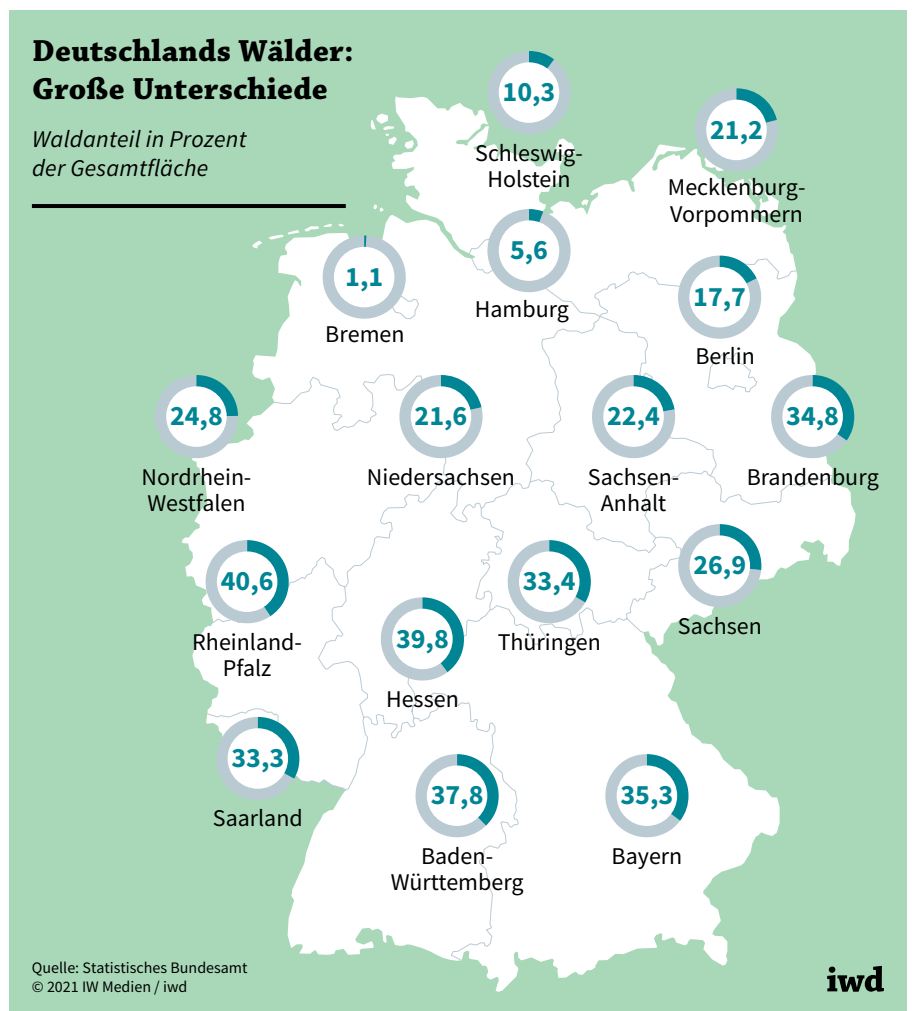 Deutschlands Wälder:
Große Unterschiede
Waldanteil in Prozent
der Gesamtfläche
10,3
Schleswig-
Holstein
21,2
Mecklenburg-
Vorpommern
5,6
Hamburg
1,1
Bremen
17,7
Berlin
24,8
Nordrhein-
Westfalen
21,6
Niedersachsen
22,4
Sachsen-
Anhalt
34,8
Brandenburg
40,6
Rheinland-
Pfalz
39,8
Hessen
33,4
Thüringen
26,9
Sachsen
33,3
Saarland
37,8
Baden-
Württemberg
35,3
Bayern
Quelle: Statistisches Bundesamt
© 2021 IW Medien / iwd
iwd